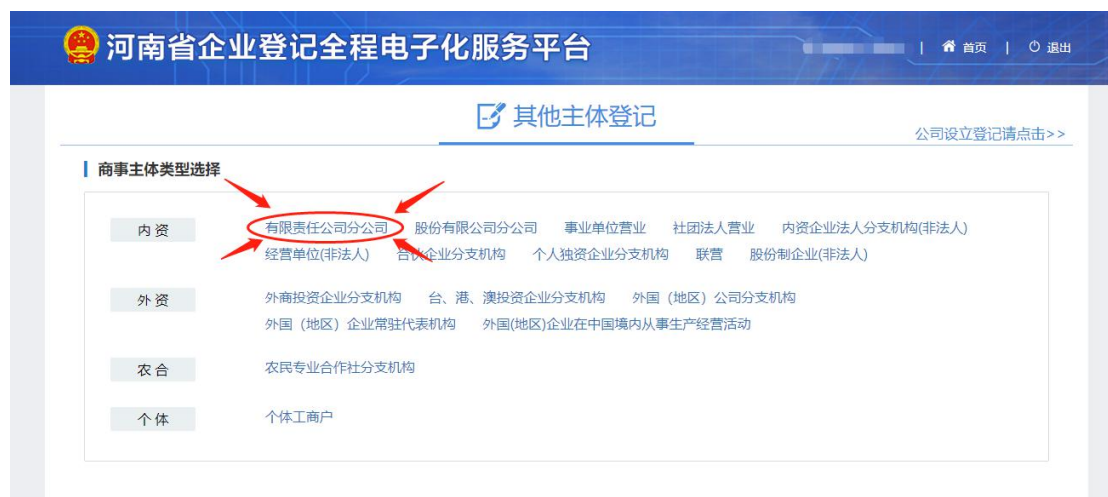 河南省企业登记全程电子化服务平台
| 首页 | 退出
其他主体登记
公司设立登记请点击>>
商事主体类型选择
内资 有限责任公司分公司 股份有限公司分公司 事业单位营业 社团法人营业 内资企业法人分支机构(非法人)
经营单位(非法人) 合伙企业分支机构 个人独资企业分支机构 联营 股份制企业(非法人)
外资 外商投资企业分支机构 台、港、澳投资企业分支机构 外国（地区）公司分支机构
外国（地区）企业常驻代表机构 外国(地区)企业在中国境内从事生产经营活动
农合 农民专业合作社分支机构
个体 个体工商户